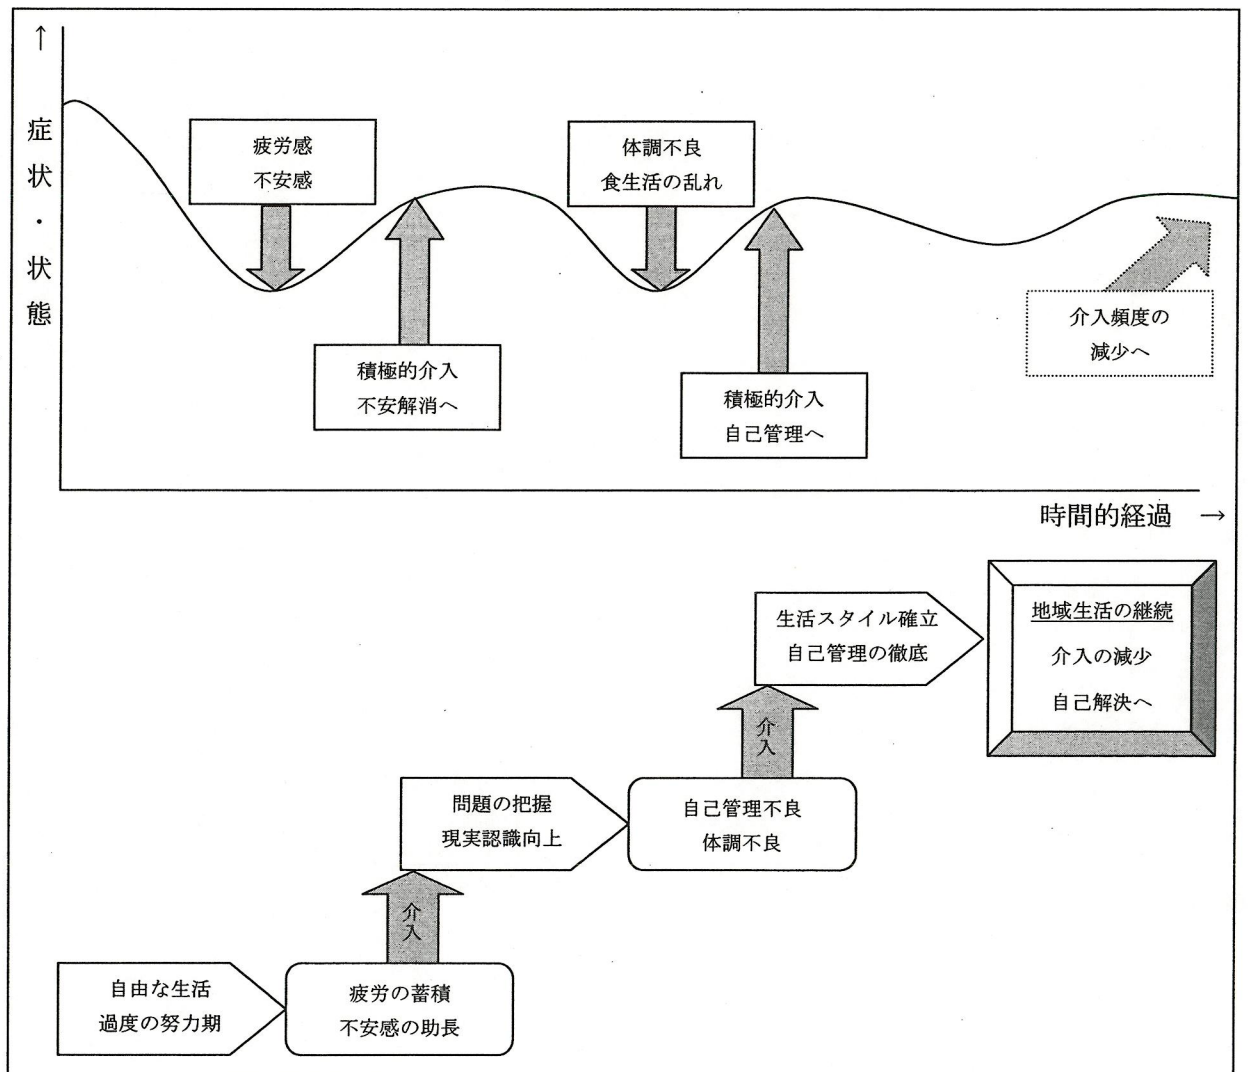 ↑
症状・状態
疲労感
不安感
体調不良
食生活の乱れ
積極的介入
不安解消へ
積極的介入
自己管理へ
介入頻度の
減少へ
時間的経過 →
生活スタイル確立
自己管理の徹底
地域生活の継続
介入の減少
自己解決へ
介入
問題の把握
現実認識向上
自己管理不良
体調不良
介入
自由な生活
過度の努力期
疲労の蓄積
不安感の助長